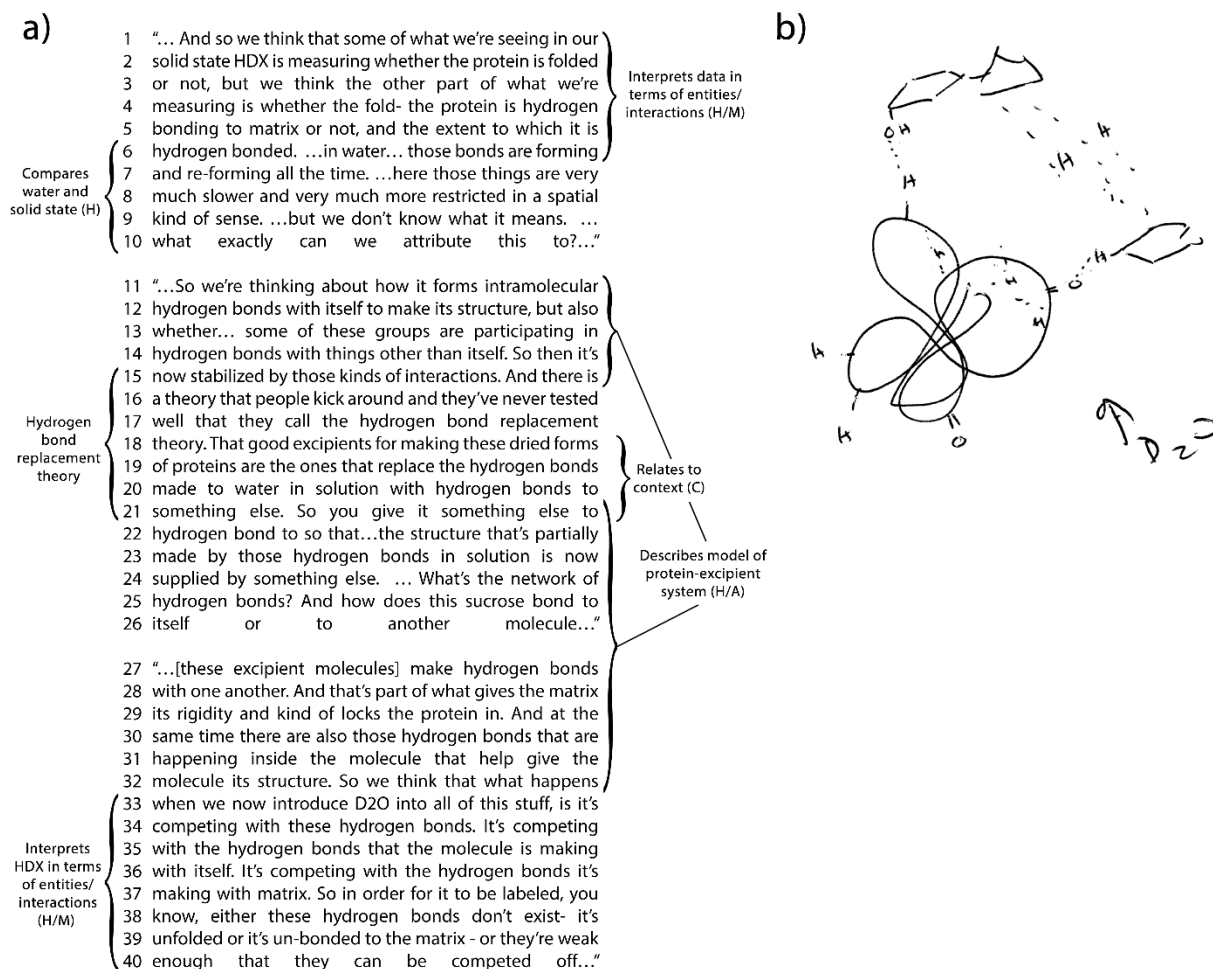 a)
b)
1 “... And so we think that some of what we're seeing in our
2 solid state HDX is measuring whether the protein is folded
3 or not, but we think the other part of what we're
4 measuring is whether the fold- the protein is hydrogen
5 bonding to matrix or not, and the extent to which it is
6 hydrogen bonded. ...in water... those bonds are forming
7 and re-forming all the time. ...here those things are very
8 much slower and very much more restricted in a spatial
9 kind of sense. ...but we don't know what it means. ...
10 what exactly can we attribute this to?...”
Interprets data in
terms of entities/
interactions (H/M)
Compares
water and
solid state (H)
11 “...So we're thinking about how it forms intramolecular
12 hydrogen bonds with itself to make its structure, but also
13 whether... some of these groups are participating in
14 hydrogen bonds with things other than itself. So then it's
15 now stabilized by those kinds of interactions. And there is
16 a theory that people kick around and they've never tested
17 well that they call the hydrogen bond replacement
18 theory. That good excipients for making these dried forms
19 of proteins are the ones that replace the hydrogen bonds
20 made to water in solution with hydrogen bonds to
21 something else. So you give it something else to
22 hydrogen bond to so that...the structure that's partially
23 made by those hydrogen bonds in solution is now
24 supplied by something else. ... What's the network of
25 hydrogen bonds? And how does this sucrose bond to
26 itself or to another molecule...”
Hydrogen
bond
replacement
theory
Relates to
context (C)
Describes model of
protein-excipient
system (H/A)
27 “...[these excipient molecules] make hydrogen bonds
28 with one another. And that's part of what gives the matrix
29 its rigidity and kind of locks the protein in. And at the
30 same time there are also those hydrogen bonds that are
31 happening inside the molecule that help give the
32 molecule its structure. So we think that what happens
33 when we now introduce D2O into all of this stuff, is it's
34 competing with these hydrogen bonds. It's competing
35 with the hydrogen bonds that the molecule is making
36 with itself. It's competing with the hydrogen bonds it's
37 making with matrix. So in order for it to be labeled, you
38 know, either these hydrogen bonds don't exist- it's
39 unfolded or it's un-bonded to the matrix - or they're weak
40 enough that they can be competed off...”
Interprets
HDX in terms
of entities/
interactions
(H/M)
OH
H
H
H
H
H
H
H
O
H
H
H
O
D2O